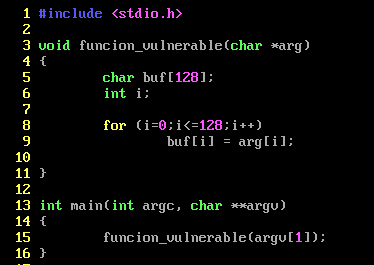 1 #include <stdio.h>
2
3 void funcion_vulnerable(char *arg)
4 {
5 char buf[128];
6 int i;
7
8 for (i=0;i<=128;i++)
9 buf[i] = arg[i];
10
11 }
12
13 int main(int argc, char **argv)
14 {
15 funcion_vulnerable(argv[1]);
16 }